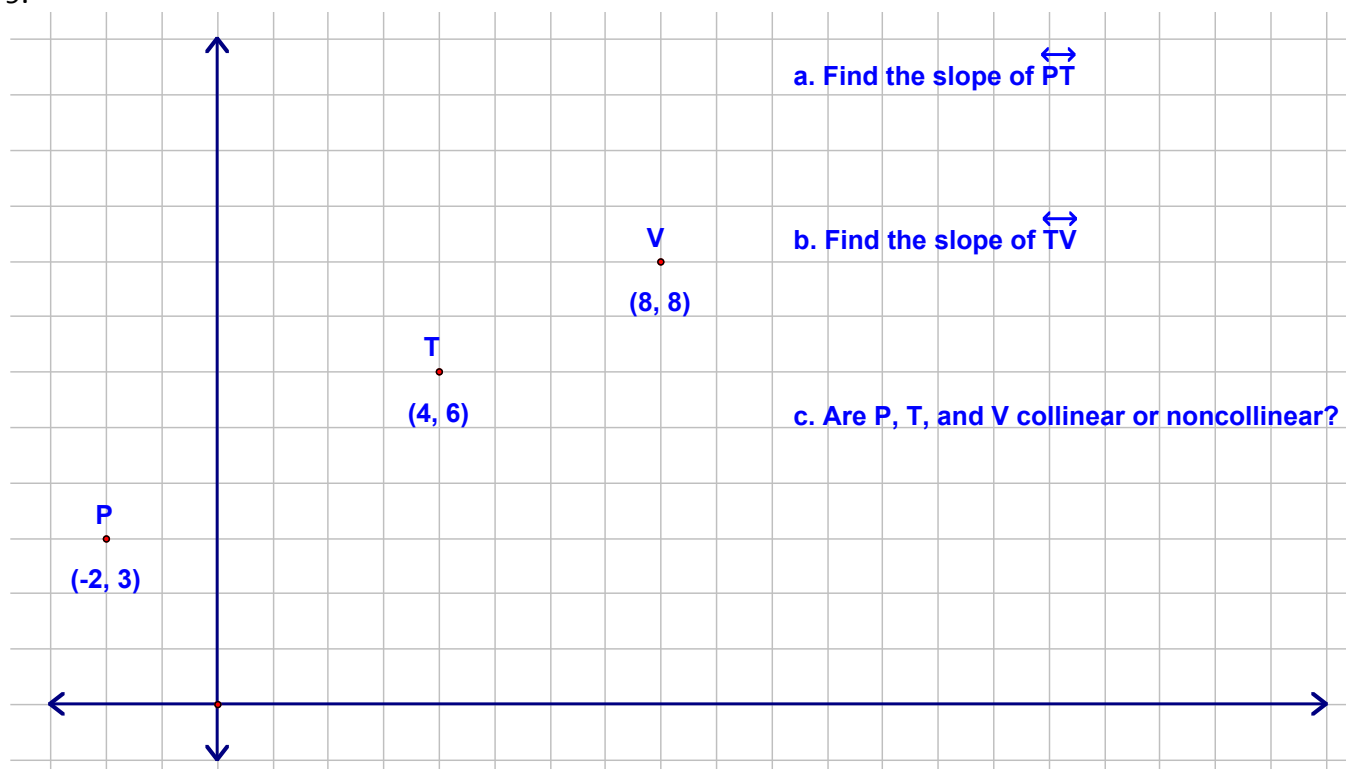 a. Find the slope of PT
b. Find the slope of TV
V
(8, 8)
T
(4, 6)
c. Are P, T, and V collinear or noncollinear?
P
(-2, 3)